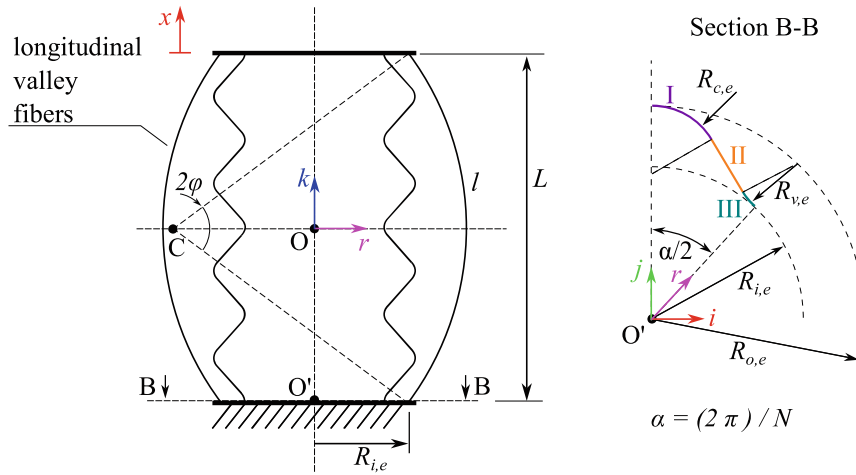 x
longitudinal
valley
fibers
2φ
C
k
O
r
l
L
B
O'
B
R_{i,e}
Section B-B
I
R_{c,e}
II
III
R_{v,e}
α/2
j
r
R_{i,e}
O'
i
R_{o,e}
α = (2 π) / N